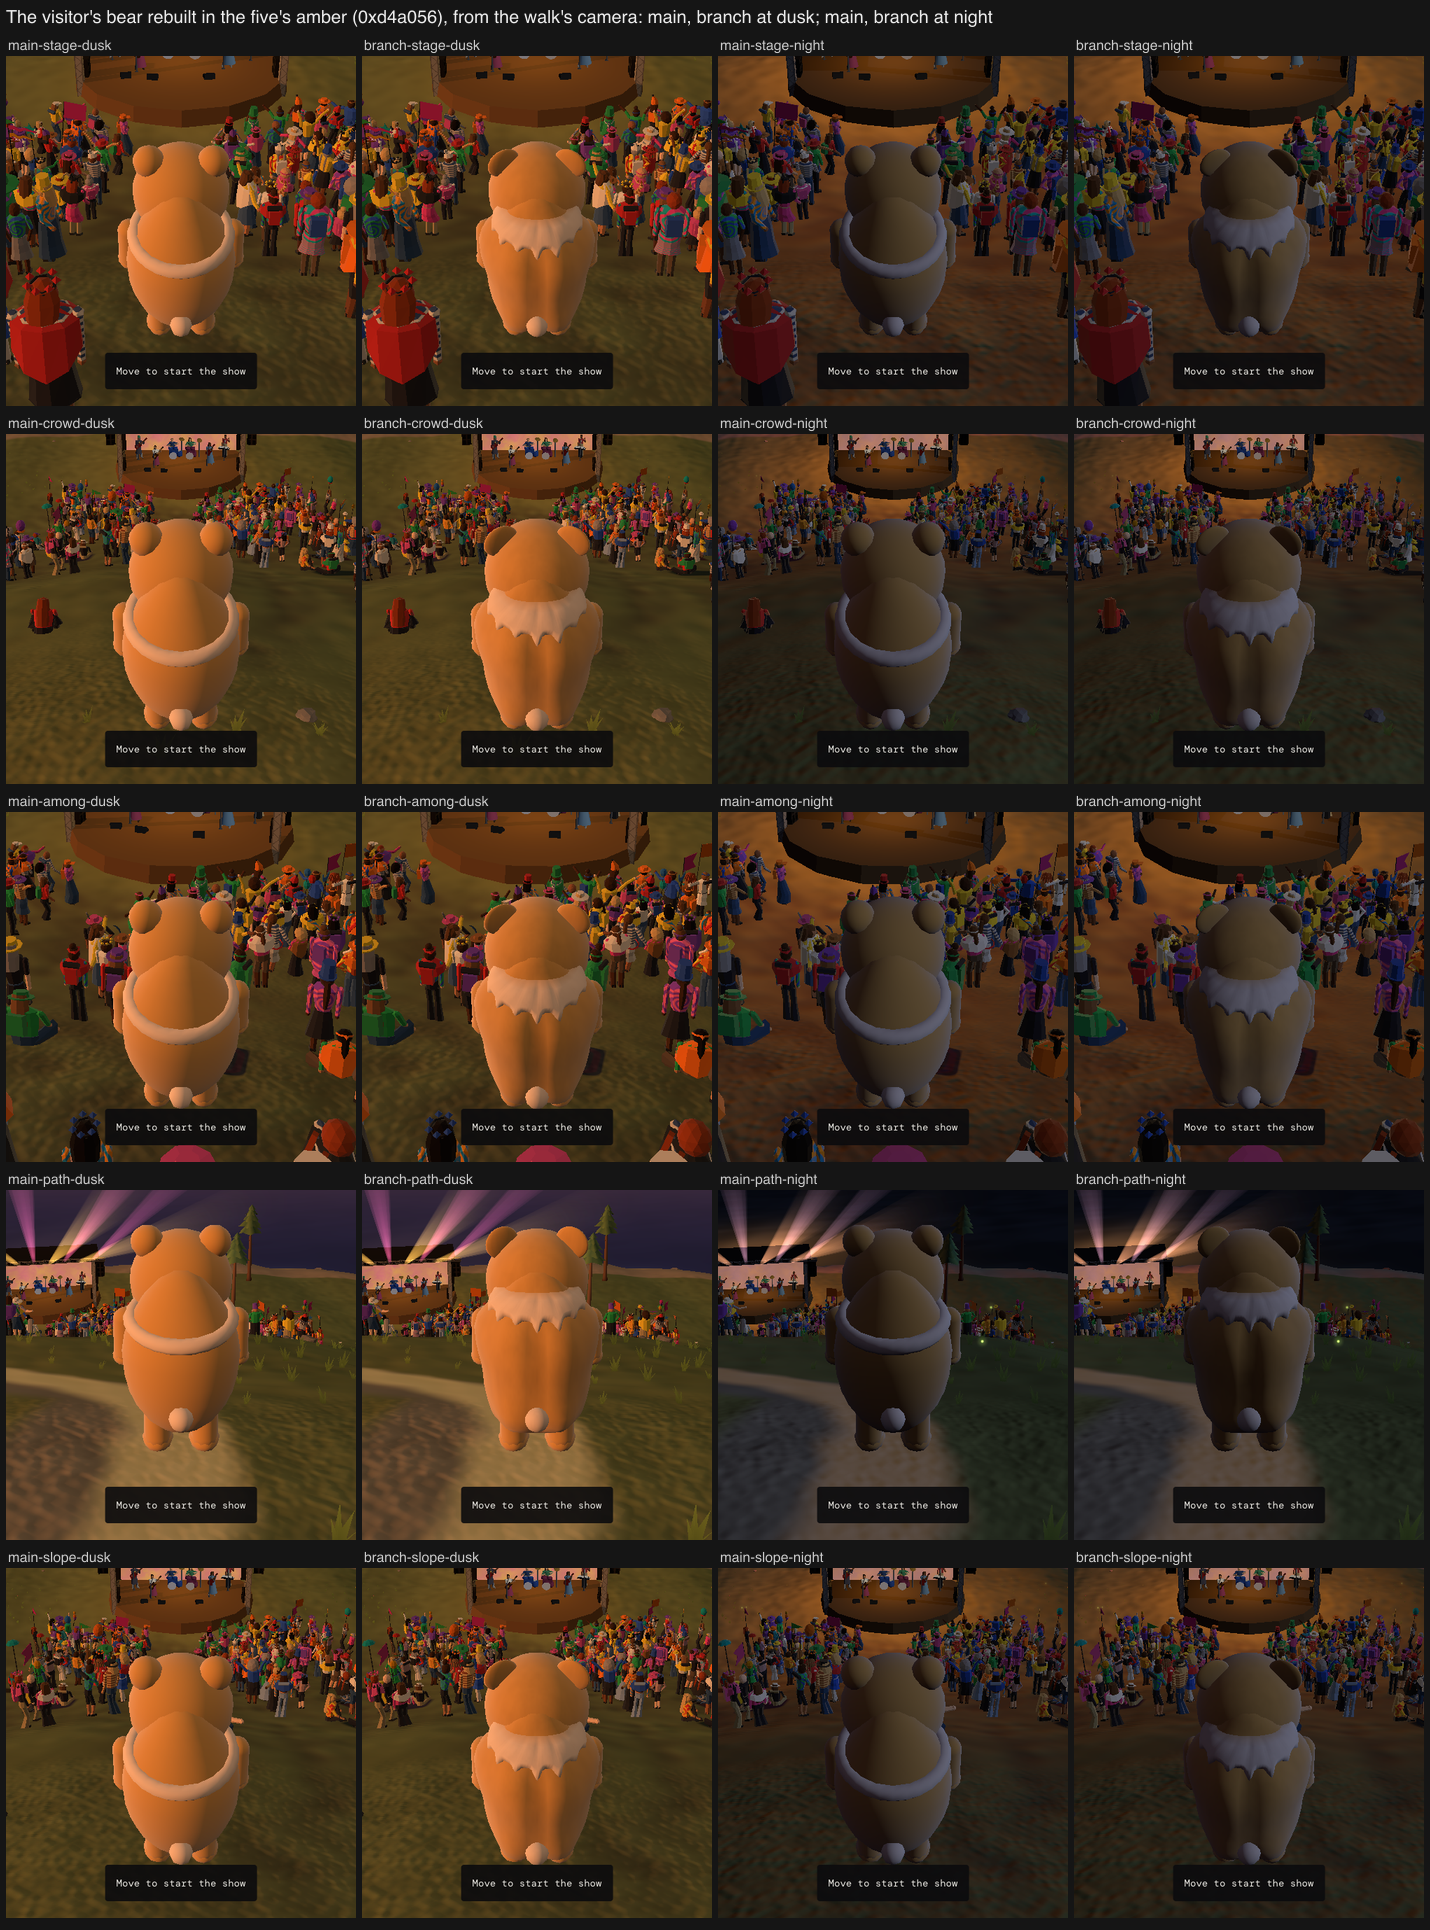 The visitor's bear rebuilt in the five's amber (0xd4a056), from the walk's camera: main, branch at dusk; main, branch at night
main-stage-dusk
branch-stage-dusk
main-stage-night
branch-stage-night
Move to start the show
Move to start the show
Move to start the show
Move to start the show
main-crowd-dusk
branch-crowd-dusk
main-crowd-night
branch-crowd-night
Move to start the show
Move to start the show
Move to start the show
Move to start the show
main-among-dusk
branch-among-dusk
main-among-night
branch-among-night
Move to start the show
Move to start the show
Move to start the show
Move to start the show
main-path-dusk
branch-path-dusk
main-path-night
branch-path-night
Move to start the show
Move to start the show
Move to start the show
Move to start the show
main-slope-dusk
branch-slope-dusk
main-slope-night
branch-slope-night
Move to start the show
Move to start the show
Move to start the show
Move to start the show